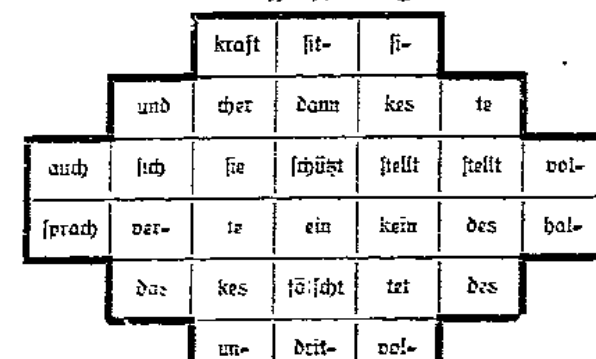 kraft sit- si-
und cher dann kes te
auch sich sie schützt stellt stellt vol-
sprach ver- te ein kein des hal-
das kes fälscht tet des
un- drit- vol-